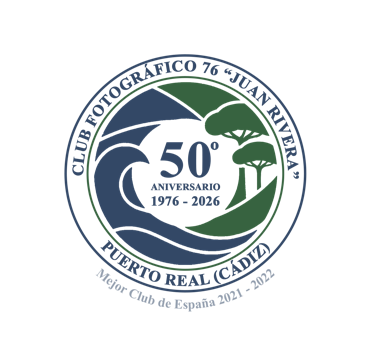 CLUB FOTOGRÁFICO 76 “JUAN RIVERA”
50º
ANIVERSARIO
1976 - 2026
PUERTO REAL (CÁDIZ)
Mejor Club de España 2021 - 2022